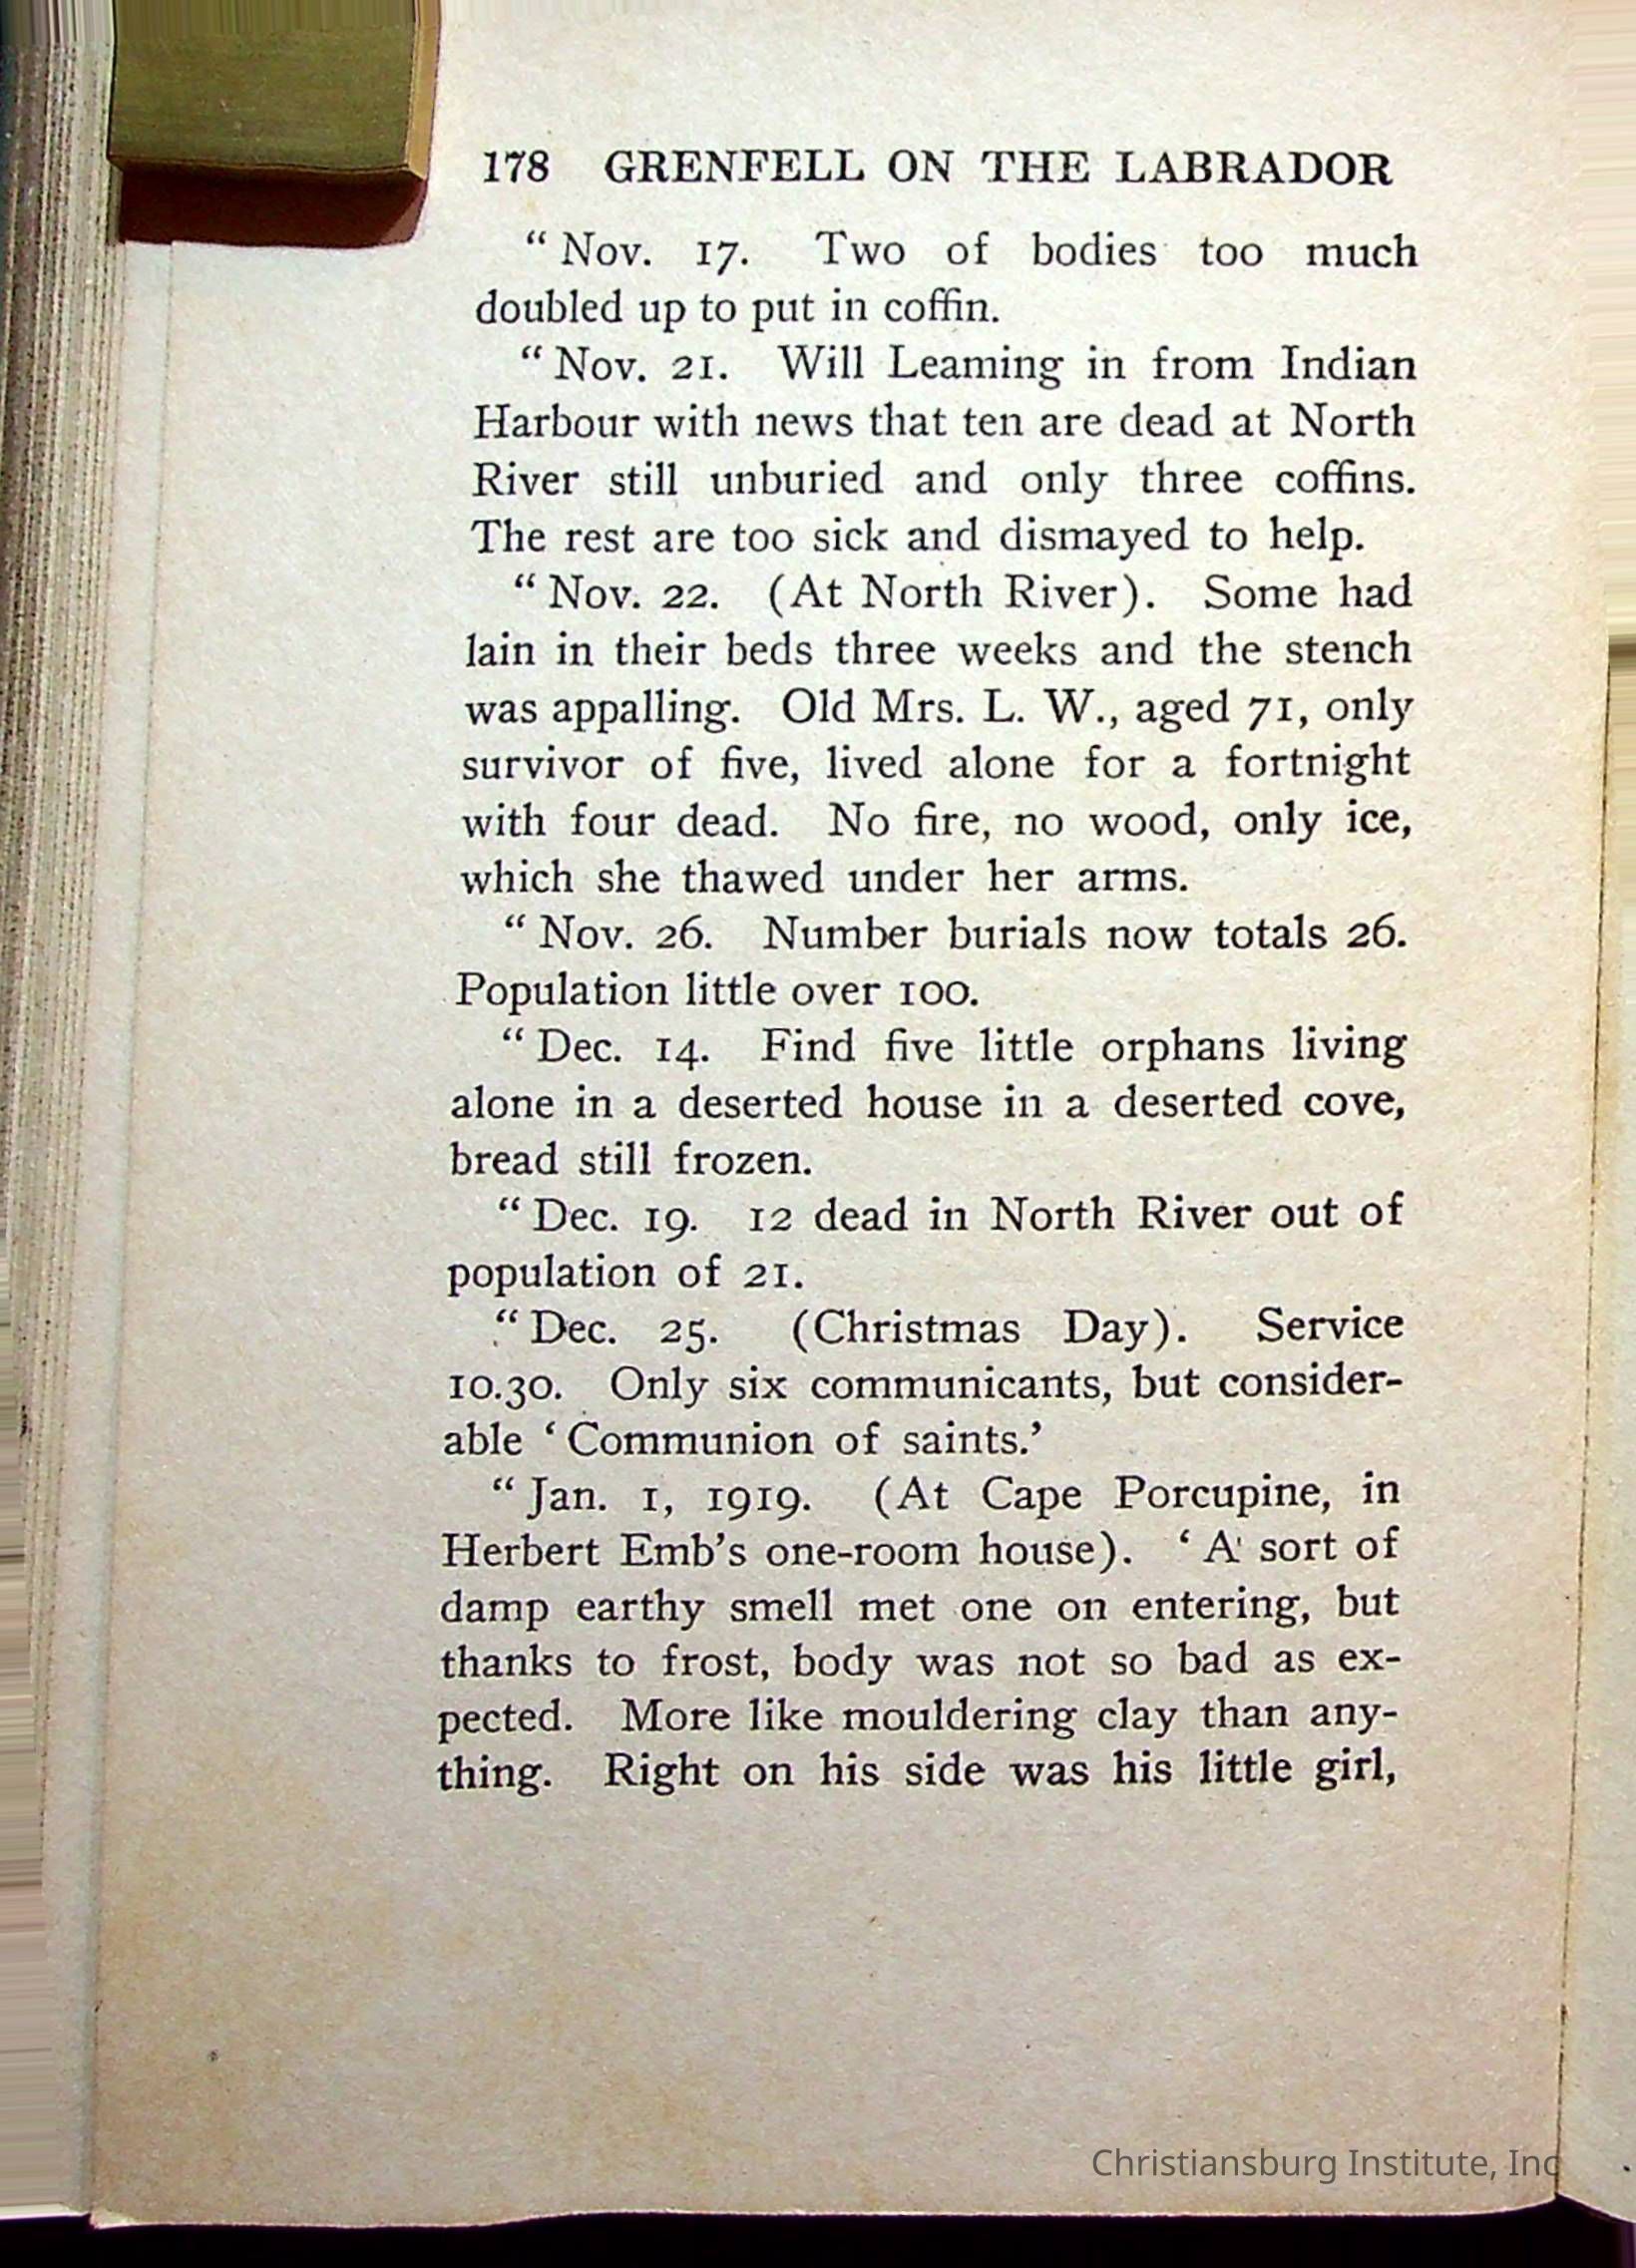 178 GRENFELL ON THE LABRADOR
“Nov. 17. Two of bodies too much
doubled up to put in coffin.
“Nov. 21. Will Leaming in from Indian
Harbour with news that ten are dead at North
River still unburied and only three coffins.
The rest are too sick and dismayed to help.
“Nov. 22. (At North River). Some had
lain in their beds three weeks and the stench
was appalling. Old Mrs. L. W., aged 71, only
survivor of five, lived alone for a fortnight
with four dead. No fire, no wood, only ice,
which she thawed under her arms.
“Nov. 26. Number burials now totals 26.
Population little over 100.
“Dec. 14. Find five little orphans living
alone in a deserted house in a deserted cove,
bread still frozen.
“Dec. 19. 12 dead in North River out of
population of 21.
“Dec. 25. (Christmas Day). Service
10.30. Only six communicants, but consider-
able ‘Communion of saints.’
“Jan. 1, 1919. (At Cape Porcupine, in
Herbert Emb’s one-room house). ‘A sort of
damp earthy smell met one on entering, but
thanks to frost, body was not so bad as ex-
pected. More like mouldering clay than any-
thing. Right on his side was his little girl,
Christiansburg Institute, Inc